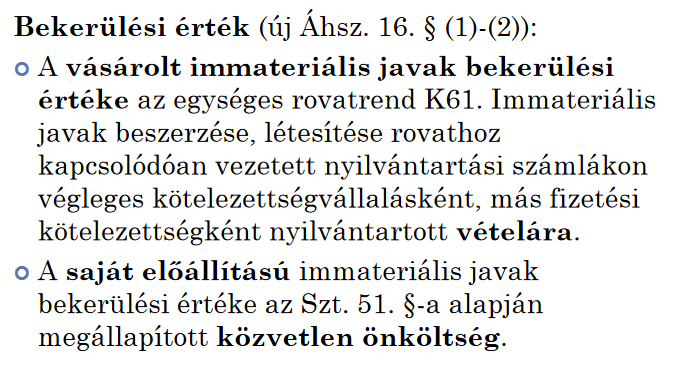 Bekerülési érték (új Áhsz. 16. § (1)-(2)):
A vásárolt immateriális javak bekerülési
értéke az egységes rovatrend K61. Immateriális
javak beszerzése, létesítése rovathoz
kapcsolódóan vezetett nyilvántartási számlákon
végleges kötelezettségvállalásként, más fizetési
kötelezettségként nyilvántartott vételára.
A saját előállítású immateriális javak
bekerülési értéke az Szt. 51. §-a alapján
megállapított közvetlen önköltség.